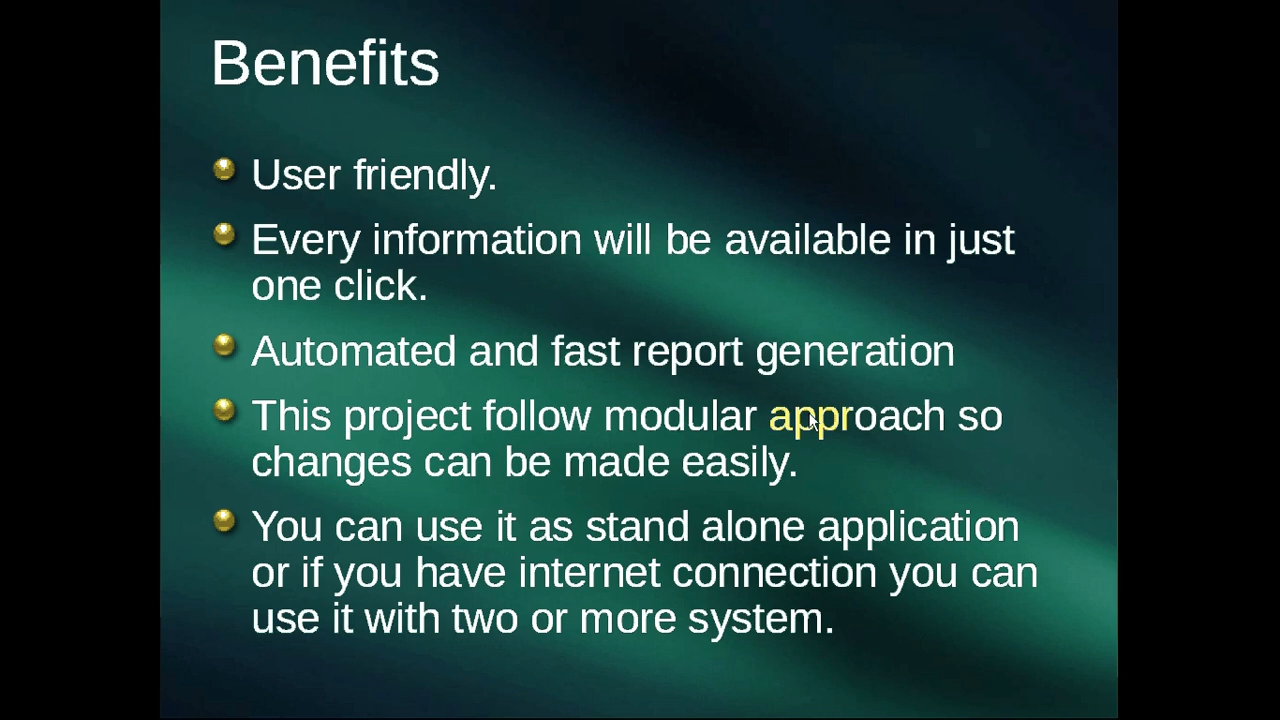 Benefits
User friendly.
Every information will be available in just
one click.
Automated and fast report generation
This project follow modular approach so
changes can be made easily.
You can use it as stand alone application
or if you have internet connection you can
use it with two or more system.